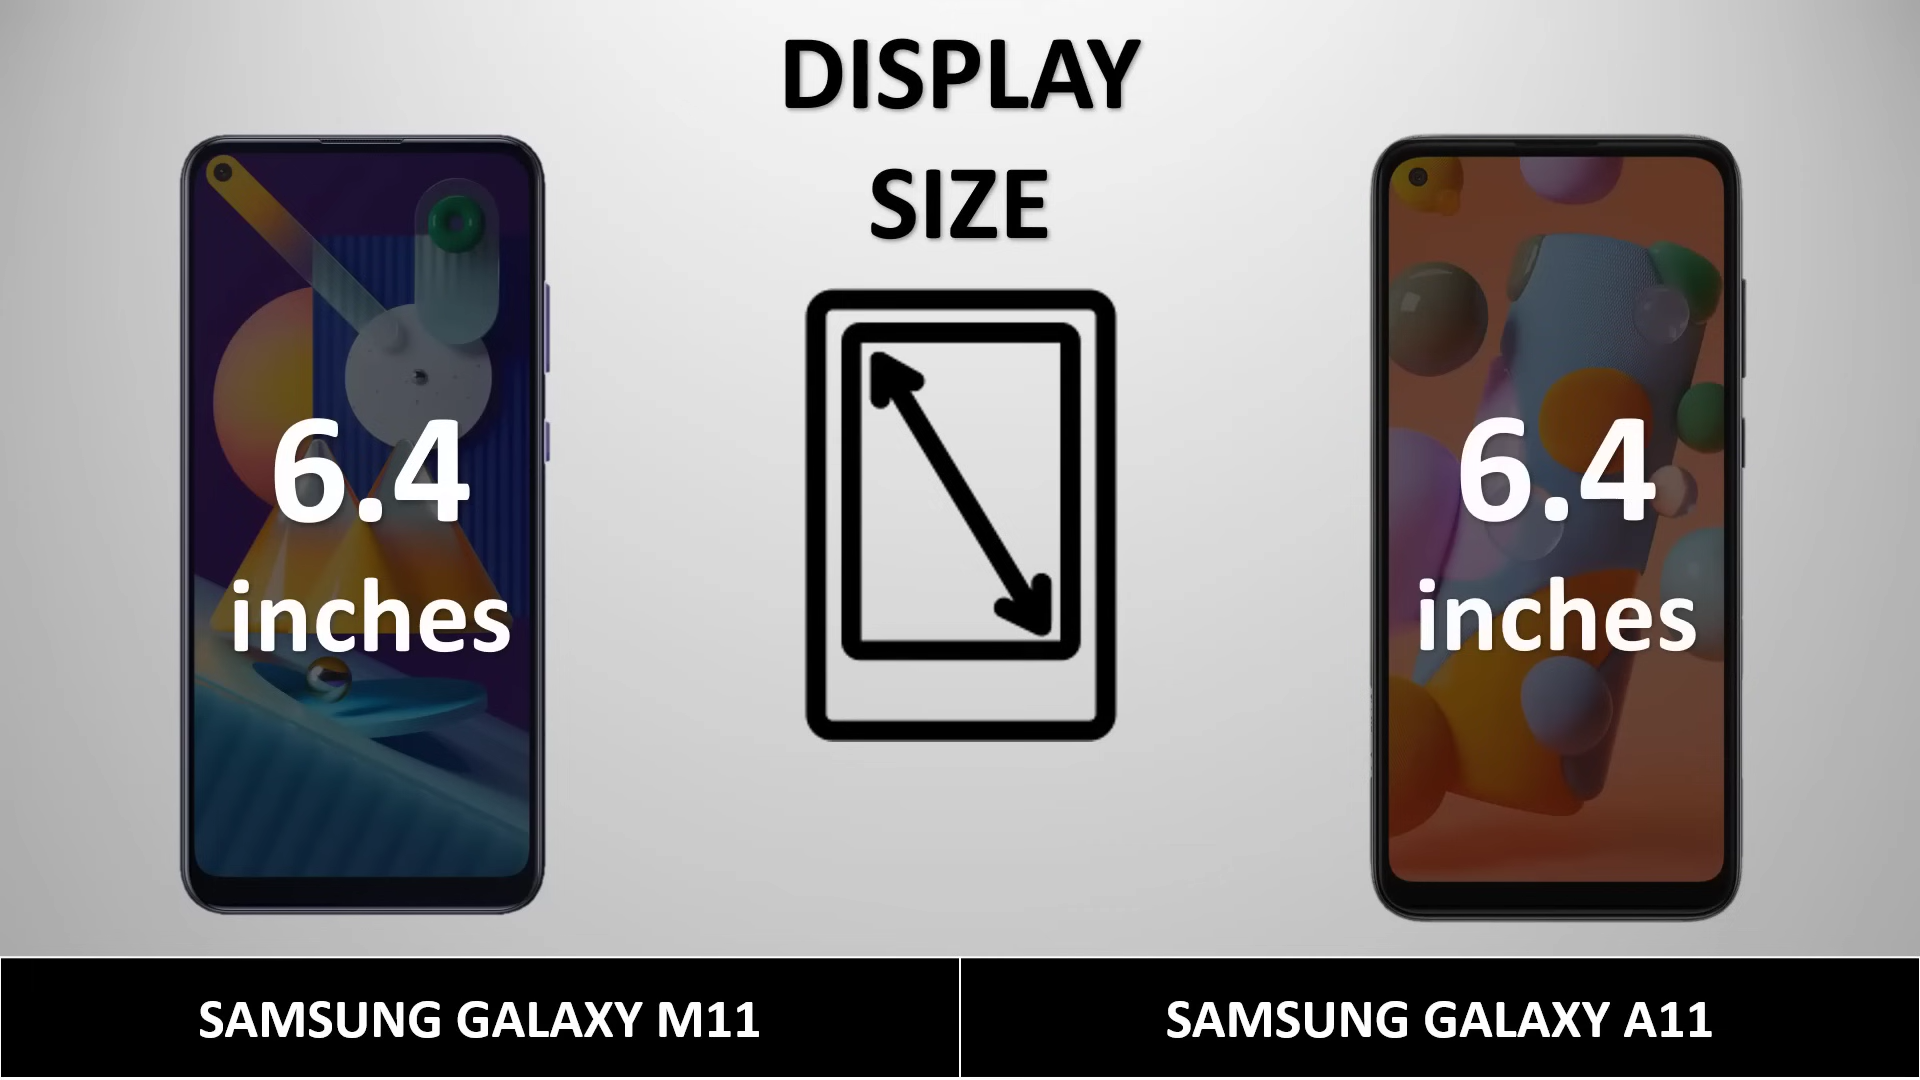 DISPLAY
SIZE
6.4
inches
6.4
inches
SAMSUNG GALAXY M11
SAMSUNG GALAXY A11